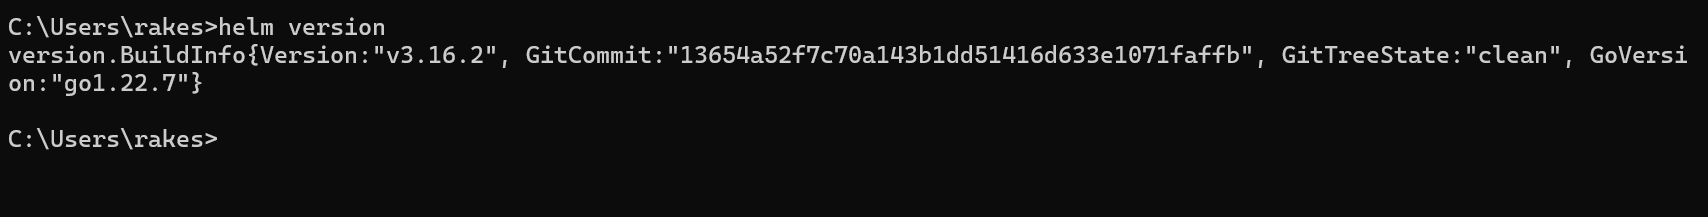 C:\Users\rakes>helm version
version.BuildInfo{Version:"v3.16.2", GitCommit:"13654a52f7c70a143b1dd51416d633e1071faffb", GitTreeState:"clean", GoVersi
on:"go1.22.7"}
C:\Users\rakes>